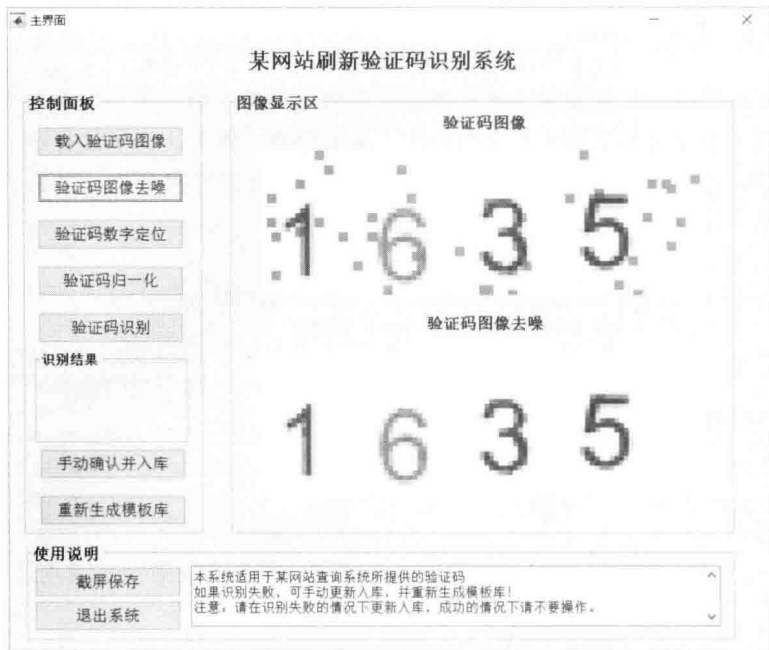 主界面
某网站刷新验证码识别系统
控制面板
图像显示区
载入验证码图像
验证码图像
验证码图像去噪
1635
验证码数字定位
验证码归一化
验证码识别
验证码图像去噪
识别结果
1635
手动确认并入库
重新生成模板库
使用说明
截屏保存
本系统适用于某网站查询系统所提供的验证码
如果识别失败，可手动更新入库，并重新生成模板库！
注意：请在识别失败的情况下更新入库，成功的情况下请不要操作。
退出系统